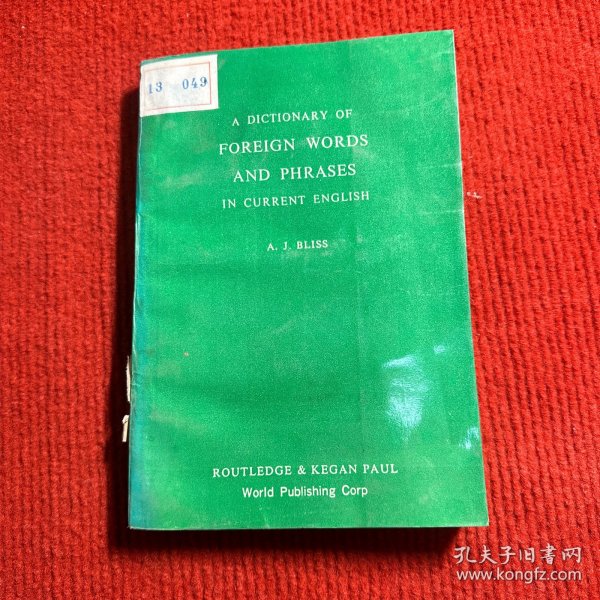 13 049
A DICTIONARY OF
FOREIGN WORDS
AND PHRASES
IN CURRENT ENGLISH
A. J. BLISS
ROUTLEDGE & KEGAN PAUL
World Publishing Corp
孔夫子旧书网
www.kongfz.com